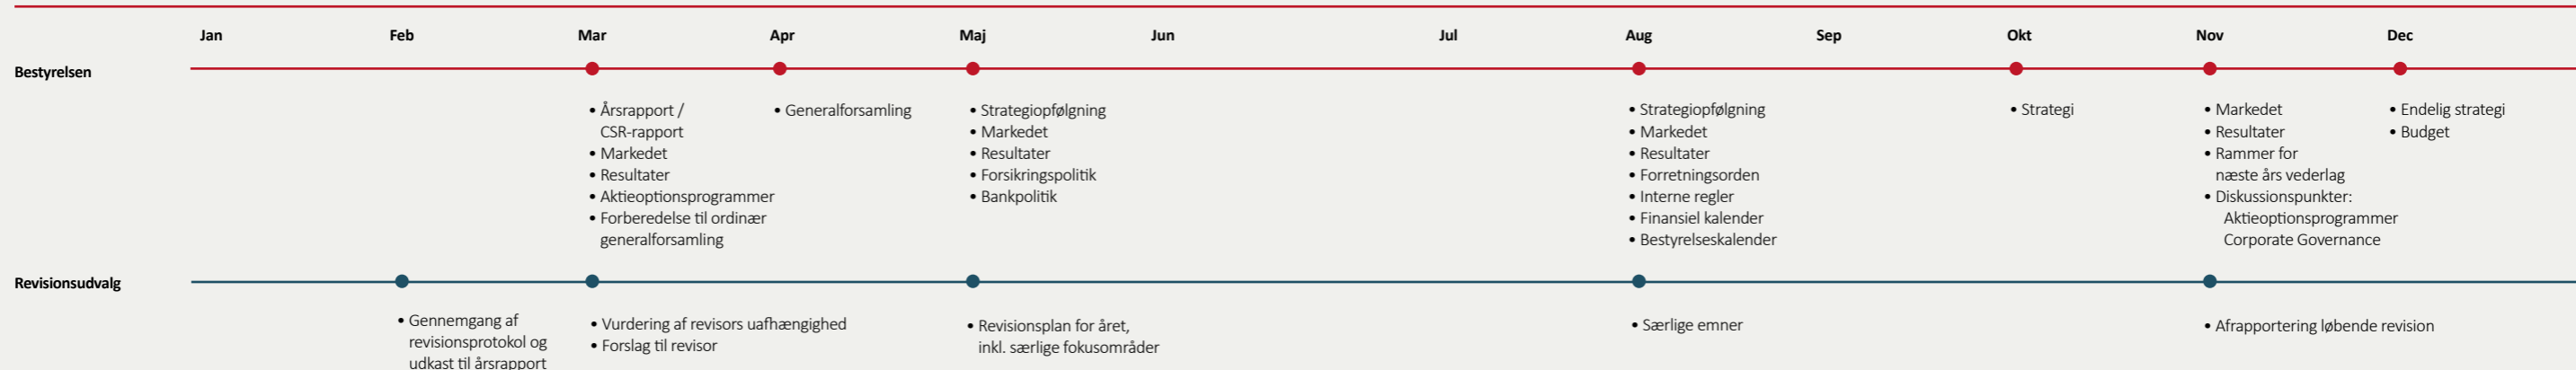 Jan Feb Mar Apr Maj Jun Jul Aug Sep Okt Nov Dec
Bestyrelsen
• Årsrapport /
CSR-rapport
• Markedet
• Resultater
• Aktieoptionsprogrammer
• Forberedelse til ordinær
generalforsamling
• Generalforsamling
• Strategiopfølgning
• Markedet
• Resultater
• Forsikringspolitik
• Bankpolitik
• Strategiopfølgning
• Markedet
• Resultater
• Forretningsorden
• Interne regler
• Finansiel kalender
• Bestyrelseskalender
• Strategi
• Markedet
• Resultater
• Rammer for
næste års vederlag
• Diskussionspunkter:
Aktieoptionsprogrammer
Corporate Governance
• Endelig strategi
• Budget
Revisionsudvalg
• Gennemgang af
revisionsprotokol og
udkast til årsrapport
• Vurdering af revisors uafhængighed
• Forslag til revisor
• Revisionsplan for året,
inkl. særlige fokusområder
• Særlige emner
• Afrapportering løbende revision